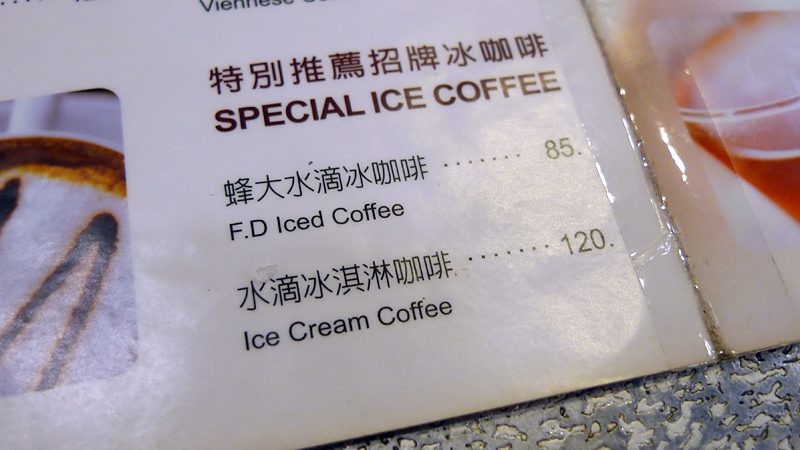 Viennese
特別推薦招牌冰咖啡
SPECIAL ICE COFFEE
蜂大水滴冰咖啡 ······· 85.
F.D Iced Coffee
水滴冰淇淋咖啡 ········ 120.
Ice Cream Coffee